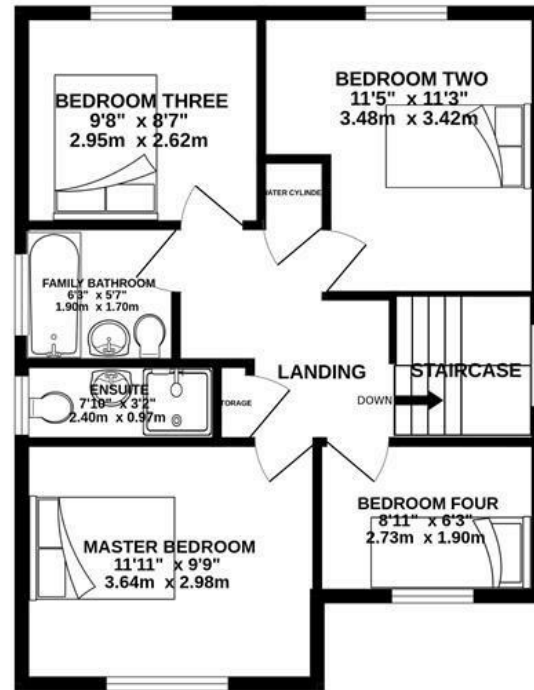 BEDROOM THREE
9'8" x 8'7"
2.95m x 2.62m
BEDROOM TWO
11'5" x 11'3"
3.48m x 3.42m
ATER CYLINDE
FAMILY BATHROOM
6'3" x 5'7"
1.90m x 1.70m
ENSUITE
7'10" x 3'2"
2.40m x 0.97m
TORAGE
LANDING
STAIRCASE
DOWN
MASTER BEDROOM
11'11" x 9'9"
3.64m x 2.98m
BEDROOM FOUR
8'11" x 6'3"
2.73m x 1.90m